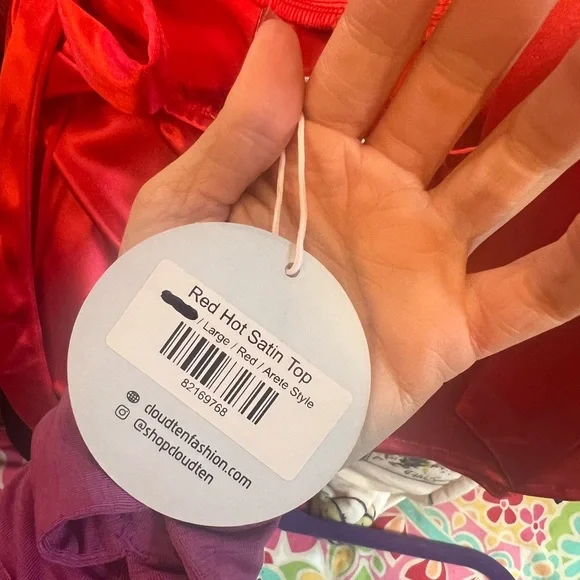 Red Hot Satin Top
/ Large / Red / Arete Style
82169768
cloudtenfashion.com
@shopcloudten